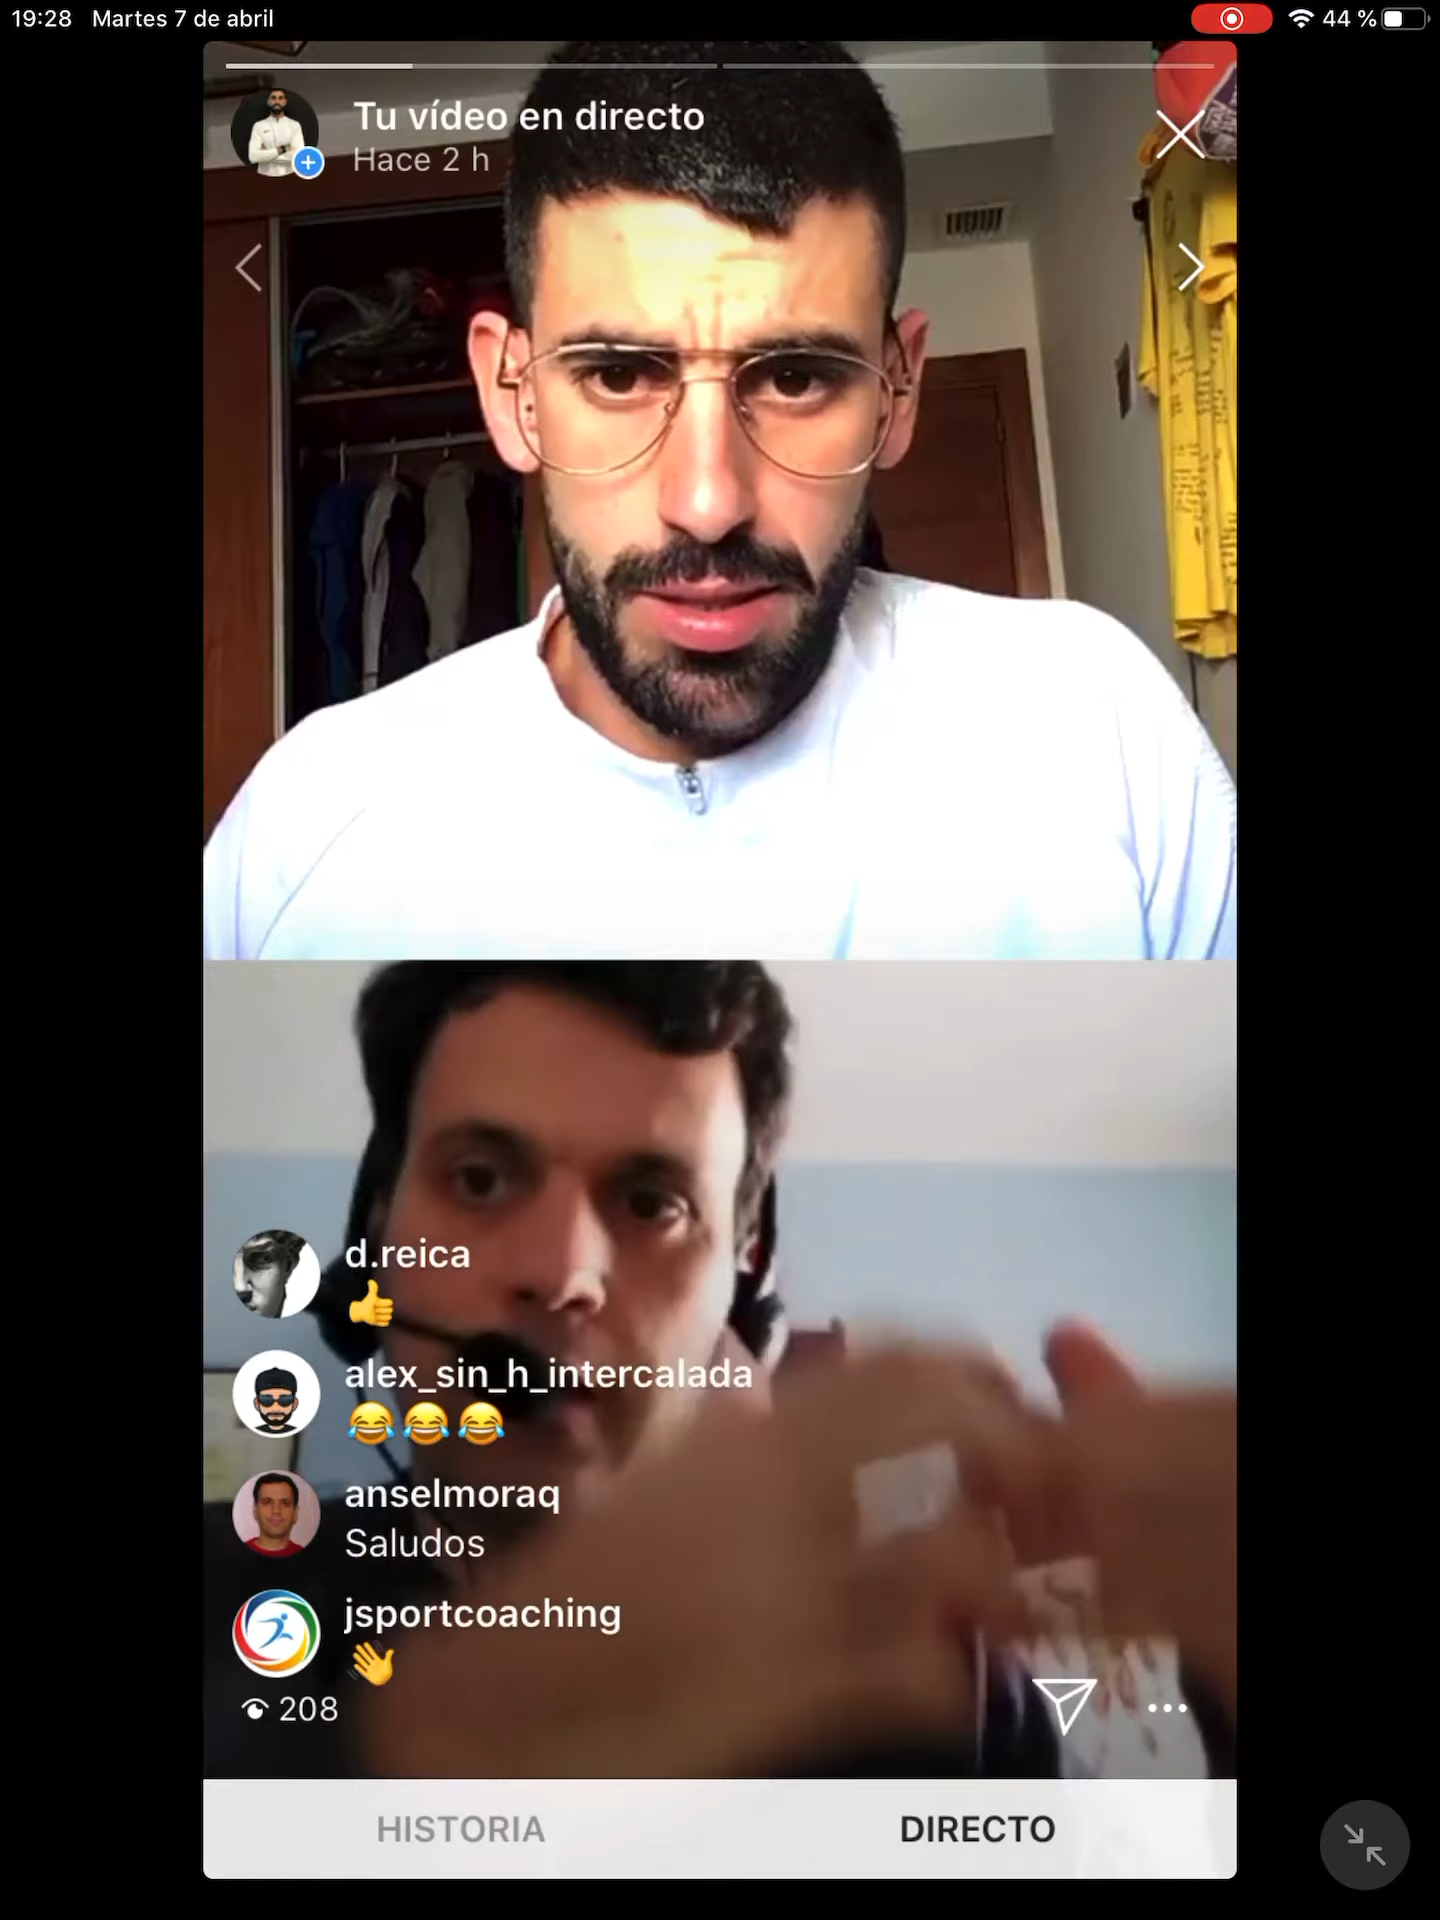 19:28 Martes 7 de abril 44 %
Tu vídeo en directo
Hace 2 h
d.reica
👍
alex_sin_h_intercalada
😂😂😂
anselmoraq
Saludos
jsportcoaching
👋
208
HISTORIA DIRECTO